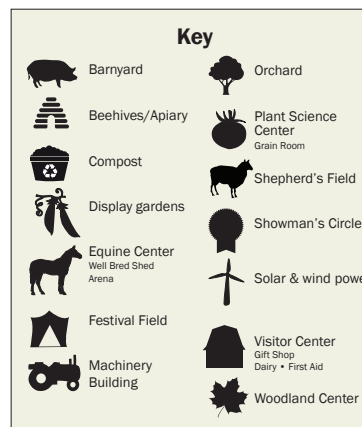 Key
Barnyard
Beehives/Apiary
Compost
Display gardens
Equine Center
Well Bred Shed
Arena
Festival Field
Machinery
Building
Orchard
Plant Science
Center
Grain Room
Shepherd's Field
Showman's Circle
Solar & wind powe
Visitor Center
Gift Shop
Dairy • First Aid
Woodland Center